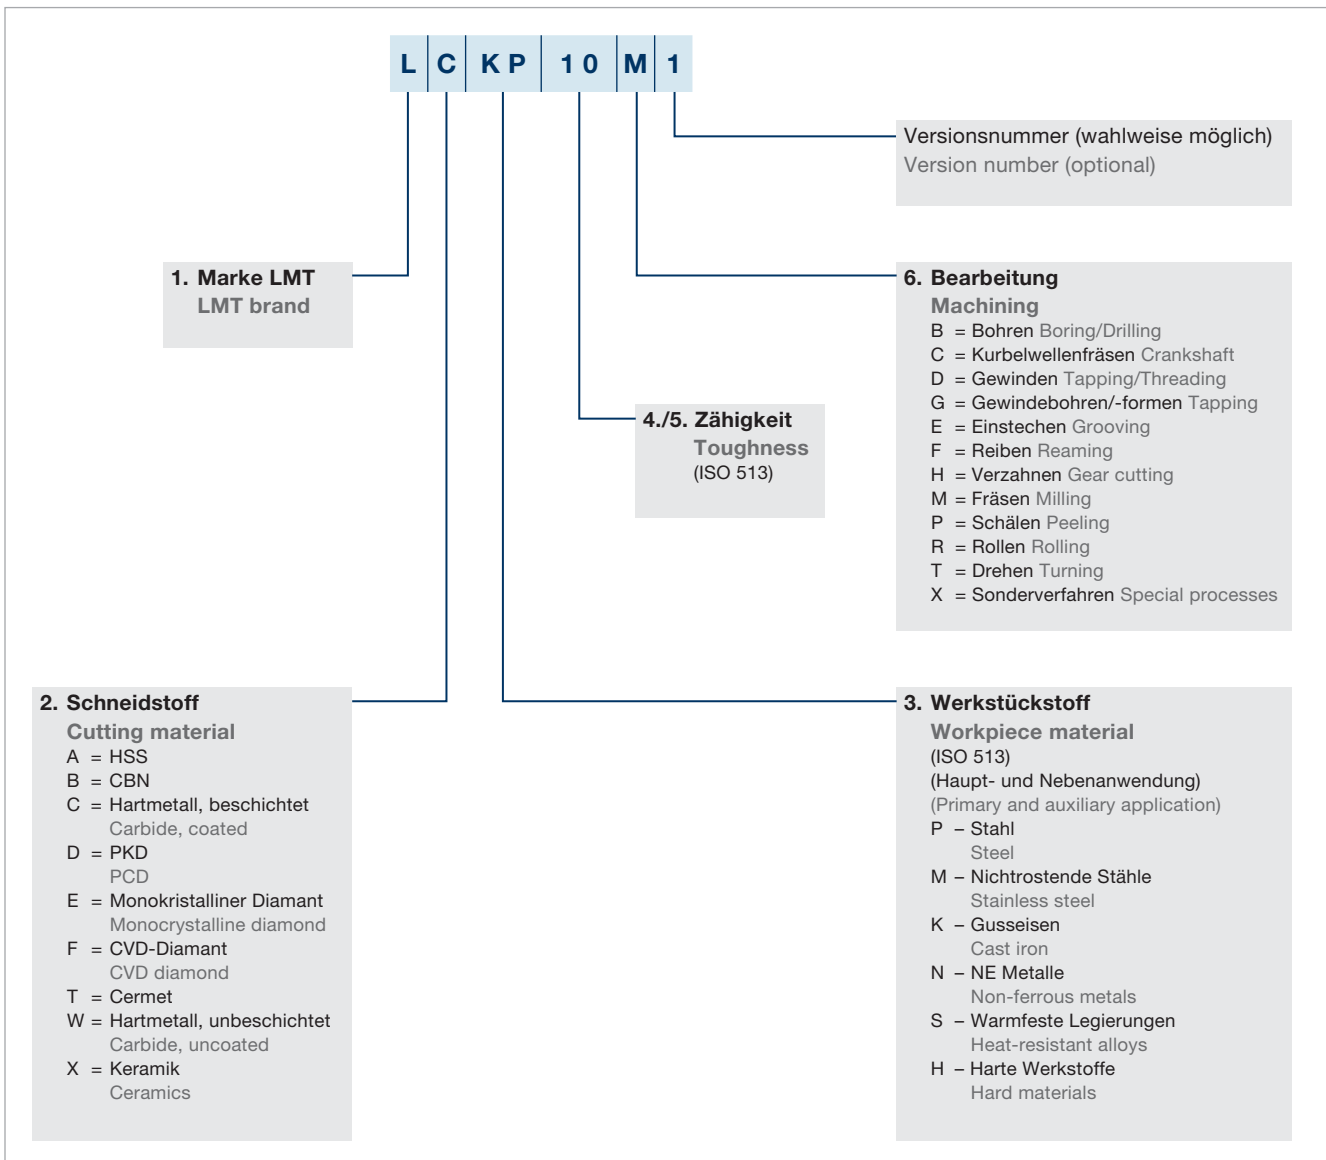 L C K P 1 0 M 1
Versionsnummer (wahlweise möglich)
Version number (optional)
1. Marke LMT
LMT brand
6. Bearbeitung
Machining
B = Bohren Boring/Drilling
C = Kurbelwellenfräsen Crankshaft
D = Gewinden Tapping/Threading
G = Gewindebohren/-formen Tapping
E = Einstechen Grooving
F = Reiben Reaming
H = Verzahnen Gear cutting
M = Fräsen Milling
P = Schälen Peeling
R = Rollen Rolling
T = Drehen Turning
X = Sonderverfahren Special processes
4./5. Zähigkeit
Toughness
(ISO 513)
2. Schneidstoff
Cutting material
A = HSS
B = CBN
C = Hartmetall, beschichtet
Carbide, coated
D = PKD
PCD
E = Monokristalliner Diamant
Monocrystalline diamond
F = CVD-Diamant
CVD diamond
T = Cermet
W = Hartmetall, unbeschichtet
Carbide, uncoated
X = Keramik
Ceramics
3. Werkstückstoff
Workpiece material
(ISO 513)
(Haupt- und Nebenanwendung)
(Primary and auxiliary application)
P – Stahl
Steel
M – Nichtrostende Stähle
Stainless steel
K – Gusseisen
Cast iron
N – NE Metalle
Non-ferrous metals
S – Warmfeste Legierungen
Heat-resistant alloys
H – Harte Werkstoffe
Hard materials